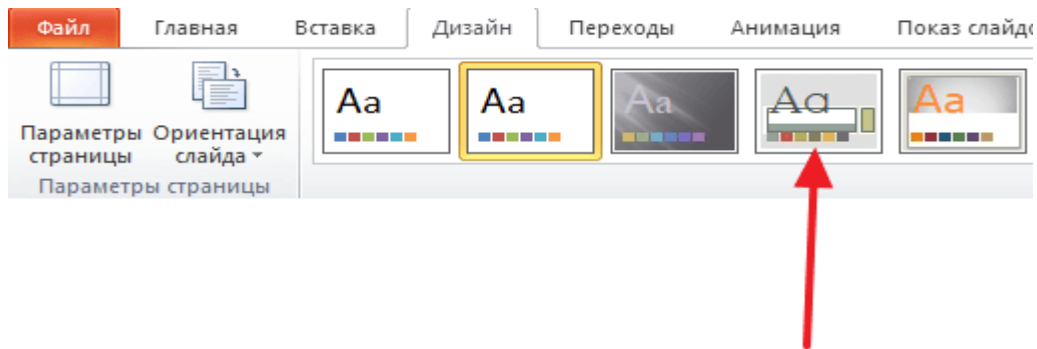 Файл Главная Вставка Дизайн Переходы Анимация Показ слайдо
Aa Aa Aa Aa Aa
Параметры страницы
Ориентация слайда
Параметры страницы